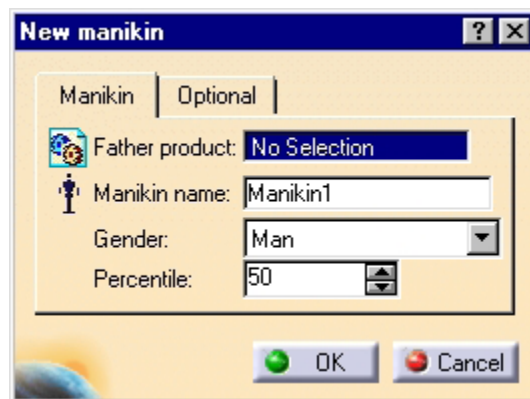 New manikin
Manikin Optional
Father product: No Selection
Manikin name: Manikin1
Gender: Man
Percentile: 50
OK Cancel